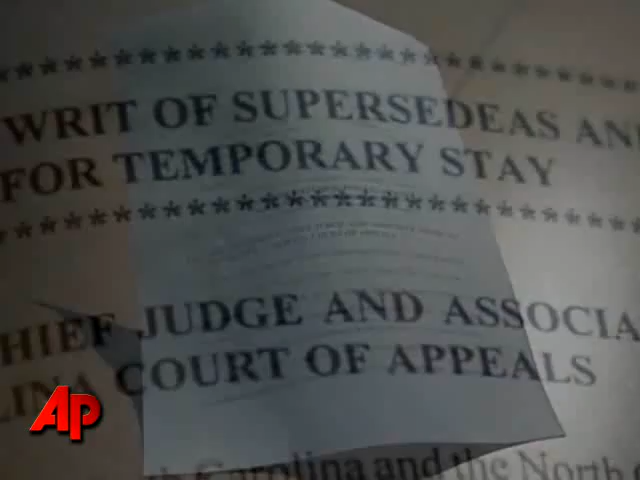 ************************************
WRIT OF SUPERSEDEAS AN
FOR TEMPORARY STAY
************************************
HIEF JUDGE AND ASSOCIA
LINA COURT OF APPEALS
AP
Carolina and the North